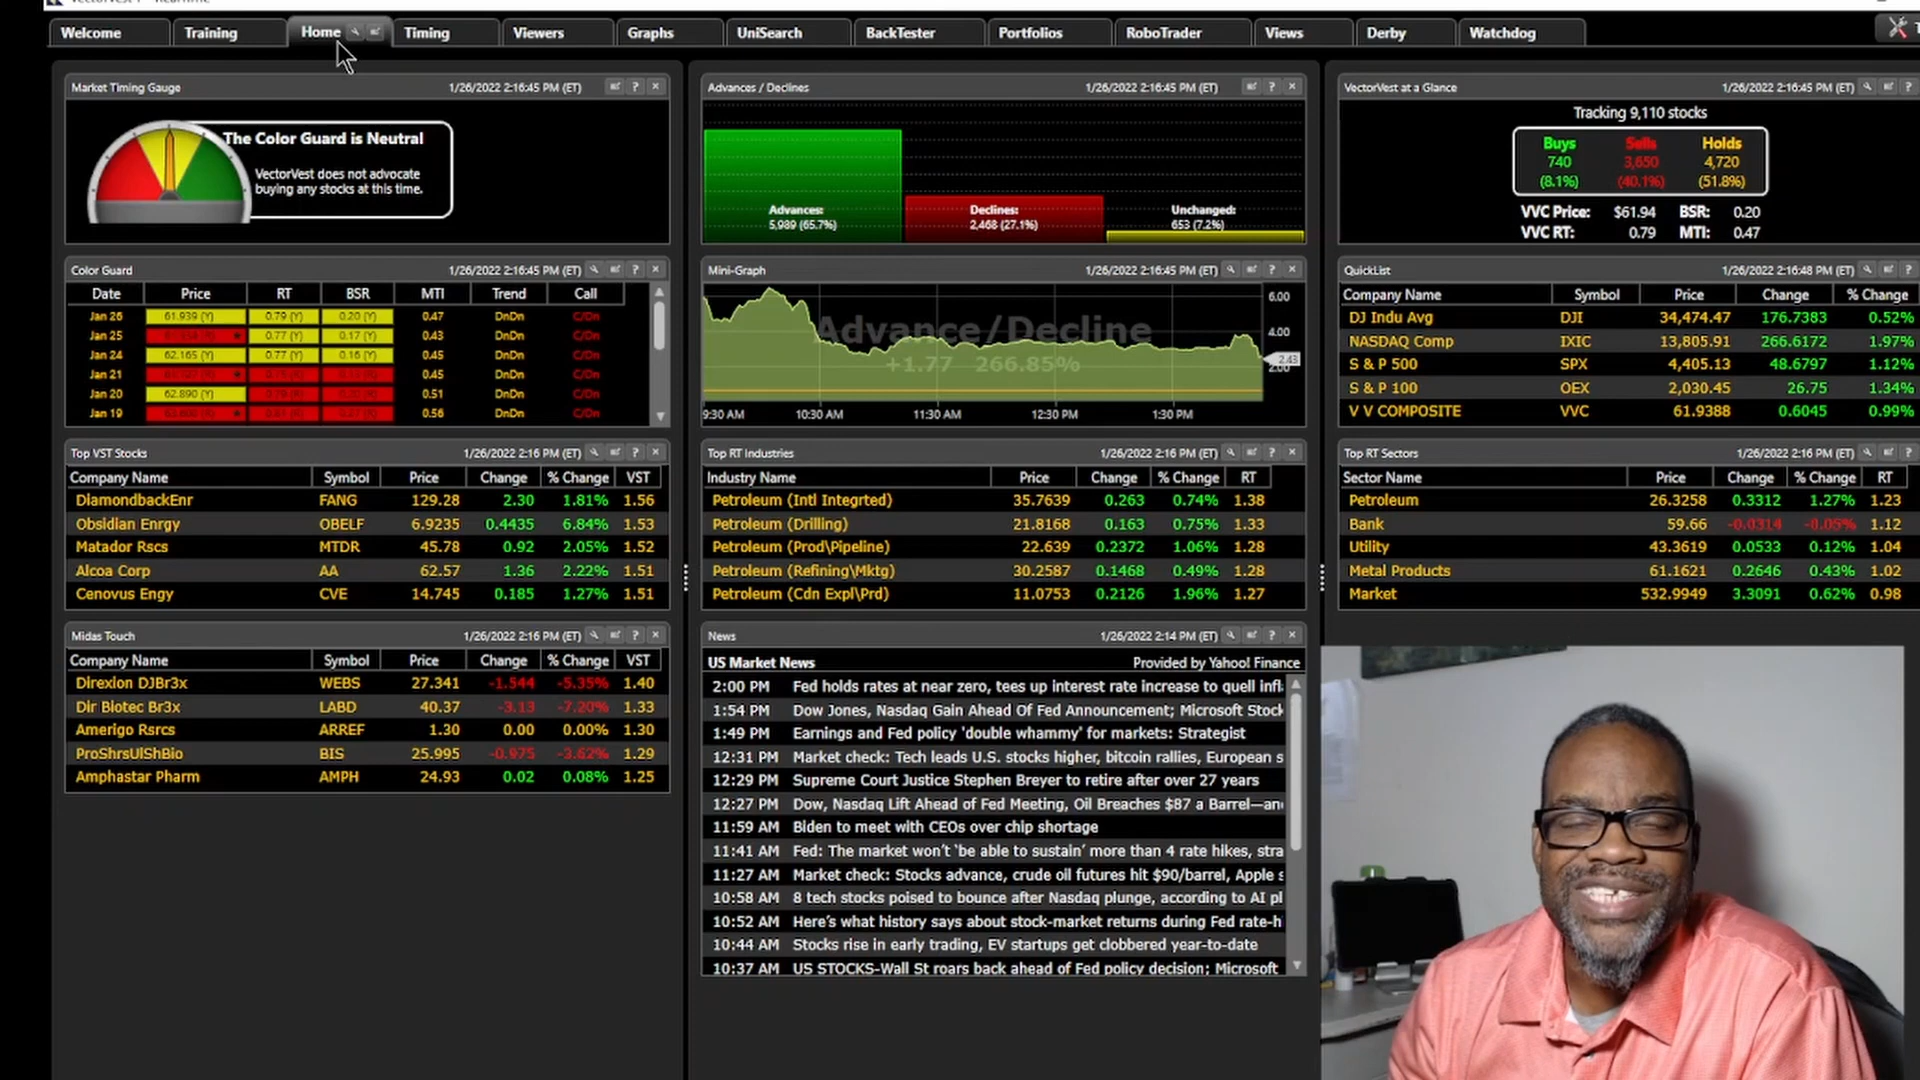 Welcome
Training
Home
Timing
Viewers
Graphs
UniSearch
BackTester
Portfolios
RoboTrader
Views
Derby
Watchdog
Market Timing Gauge 1/26/2022 2:16:45 PM (ET)
The Color Guard is Neutral
VectorVest does not advocate
buying any stocks at this time.
Advances / Declines 1/26/2022 2:16:45 PM (ET)
Advances:
5,989 (65.7%)
Declines:
2,468 (27.1%)
Unchanged:
653 (7.2%)
VectorVest at a Glance 1/26/2022 2:16:45 PM (ET)
Tracking 9,110 stocks
Buys Sells Holds
740 3,650 4,720
(8.1%) (40.1%) (51.8%)
VVC Price: $61.94 BSR: 0.20
VVC RT: 0.79 MTI: 0.47
Color Guard 1/26/2022 2:16:45 PM (ET)
Date Price RT BSR MTI Trend Call
Jan 26 61.939 (Y) 0.79 (Y) 0.20 (Y) 0.47 DnDn C/Dn
Jan 25 0.77 (Y) 0.17 (Y) 0.43 DnDn C/Dn
Jan 24 62.165 (Y) 0.77 (Y) 0.16 (Y) 0.45 DnDn C/Dn
Jan 21 0.45 DnDn C/Dn
Jan 20 62.890 (Y) 0.51 DnDn C/Dn
Jan 19 0.56 DnDn C/Dn
Mini-Graph 1/26/2022 2:16:45 PM (ET)
Advance/Decline
+1.77 266.85%
6.00
4.00
2.43
2.00
9:30 AM 10:30 AM 11:30 AM 12:30 PM 1:30 PM
QuickList 1/26/2022 2:16:48 PM (ET)
Company Name Symbol Price Change % Change
DJ Indu Avg DJI 34,474.47 176.7383 0.52%
NASDAQ Comp IXIC 13,805.91 266.6172 1.97%
S & P 500 SPX 4,405.13 48.6797 1.12%
S & P 100 OEX 2,030.45 26.75 1.34%
V V COMPOSITE VVC 61.9388 0.6045 0.99%
Top VST Stocks 1/26/2022 2:16 PM (ET)
Company Name Symbol Price Change % Change VST
DiamondbackEnr FANG 129.28 2.30 1.81% 1.56
Obsidian Enrgy OBELF 6.9235 0.4435 6.84% 1.53
Matador Rscs MTDR 45.78 0.92 2.05% 1.52
Alcoa Corp AA 62.57 1.36 2.22% 1.51
Cenovus Engy CVE 14.745 0.185 1.27% 1.51
Top RT Industries 1/26/2022 2:16 PM (ET)
Industry Name Price Change % Change RT
Petroleum (Intl Integrted) 35.7639 0.263 0.74% 1.38
Petroleum (Drilling) 21.8168 0.163 0.75% 1.33
Petroleum (Prod\Pipeline) 22.639 0.2372 1.06% 1.28
Petroleum (Refining\Mktg) 30.2587 0.1468 0.49% 1.28
Petroleum (Cdn Expl\Prd) 11.0753 0.2126 1.96% 1.27
Top RT Sectors 1/26/2022 2:16 PM (ET)
Sector Name Price Change % Change RT
Petroleum 26.3258 0.3312 1.27% 1.23
Bank 59.66 -0.0314 -0.05% 1.12
Utility 43.3619 0.0533 0.12% 1.04
Metal Products 61.1621 0.2646 0.43% 1.02
Market 532.9949 3.3091 0.62% 0.98
Midas Touch 1/26/2022 2:16 PM (ET)
Company Name Symbol Price Change % Change VST
Direxion DJBr3x WEBS 27.341 -1.544 -5.35% 1.40
Dir Biotec Br3x LABD 40.37 -3.13 -7.20% 1.33
Amerigo Rsrcs ARREF 1.30 0.00 0.00% 1.30
ProShrsUlShBio BIS 25.995 -0.975 -3.62% 1.29
Amphastar Pharm AMPH 24.93 0.02 0.08% 1.25
News 1/26/2022 2:14 PM (ET)
US Market News Provided by Yahoo! Finance
2:00 PM Fed holds rates at near zero, tees up interest rate increase to quell infl
1:54 PM Dow Jones, Nasdaq Gain Ahead Of Fed Announcement; Microsoft Stock
1:49 PM Earnings and Fed policy 'double whammy' for markets: Strategist
12:31 PM Market check: Tech leads U.S. stocks higher, bitcoin rallies, European s
12:29 PM Supreme Court Justice Stephen Breyer to retire after over 27 years
12:27 PM Dow, Nasdaq Lift Ahead of Fed Meeting, Oil Breaches $87 a Barrel—and
11:59 AM Biden to meet with CEOs over chip shortage
11:41 AM Fed: The market won't 'be able to sustain' more than 4 rate hikes, stra
11:27 AM Market check: Stocks advance, crude oil futures hit $90/barrel, Apple s
10:58 AM 8 tech stocks poised to bounce after Nasdaq plunge, according to AI pl
10:52 AM Here's what history says about stock-market returns during Fed rate-h
10:44 AM Stocks rise in early trading, EV startups get clobbered year-to-date
10:37 AM US STOCKS-Wall St roars back ahead of Fed policy decision; Microsoft